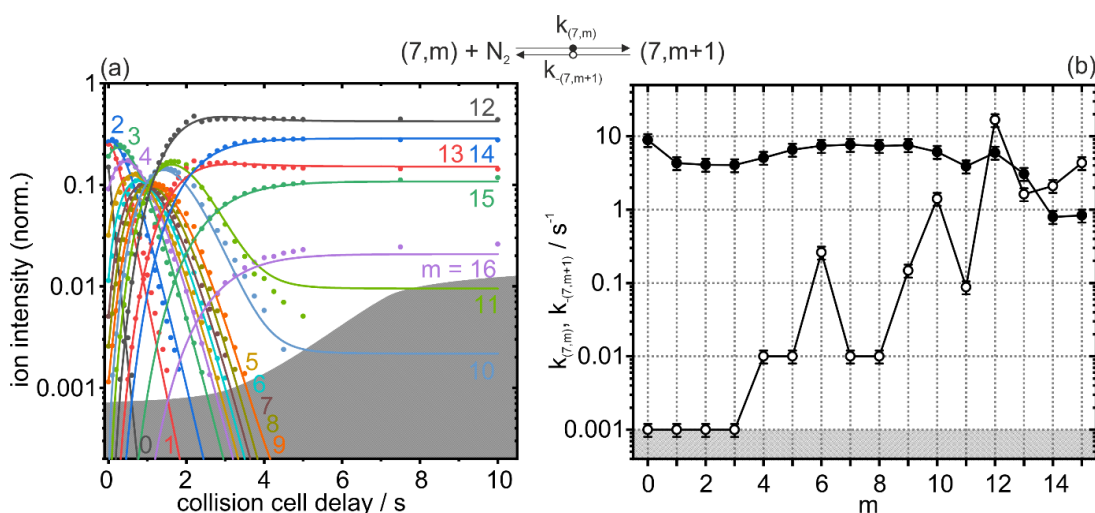 k(7,m)
(7,m) + N2 (7,m+1)
k-(7,m+1)
(a)
(b)
1
0.1
0.01
0.001
ion intensity (norm.)
2
3
4
12
13 14
15
m = 16
11
10
5
6
7
8
9
0
1
0 2 4 6 8 10
collision cell delay / s
10
1
0.1
0.01
0.001
k(7,m), k-(7,m+1) / s-1
0 2 4 6 8 10 12 14
m